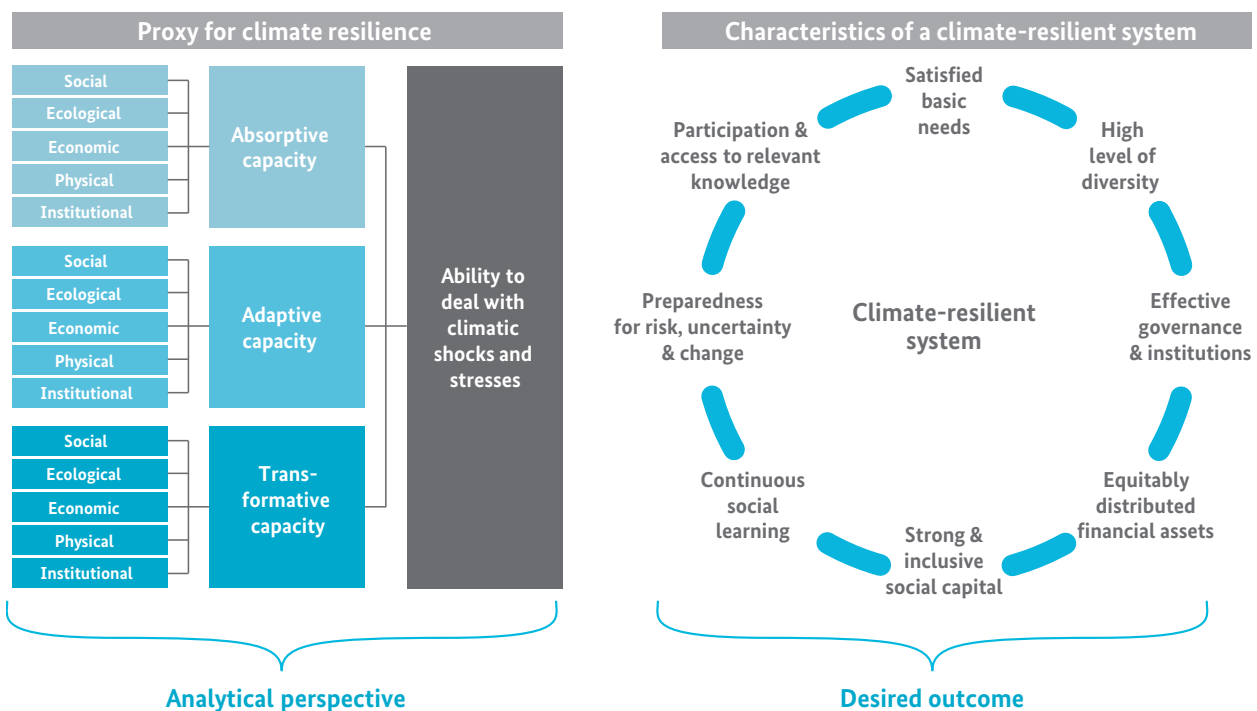 Proxy for climate resilience
Social
Ecological
Economic
Physical
Institutional
Absorptive
capacity
Social
Ecological
Economic
Physical
Institutional
Adaptive
capacity
Social
Ecological
Economic
Physical
Institutional
Trans-
formative
capacity
Ability to
deal with
climatic
shocks and
stresses
Analytical perspective
Characteristics of a climate-resilient system
Satisfied
basic
needs
High
level of
diversity
Effective
governance
& institutions
Equitably
distributed
financial assets
Strong &
inclusive
social capital
Continuous
social
learning
Preparedness
for risk, uncertainty
& change
Participation &
access to relevant
knowledge
Climate-resilient
system
Desired outcome